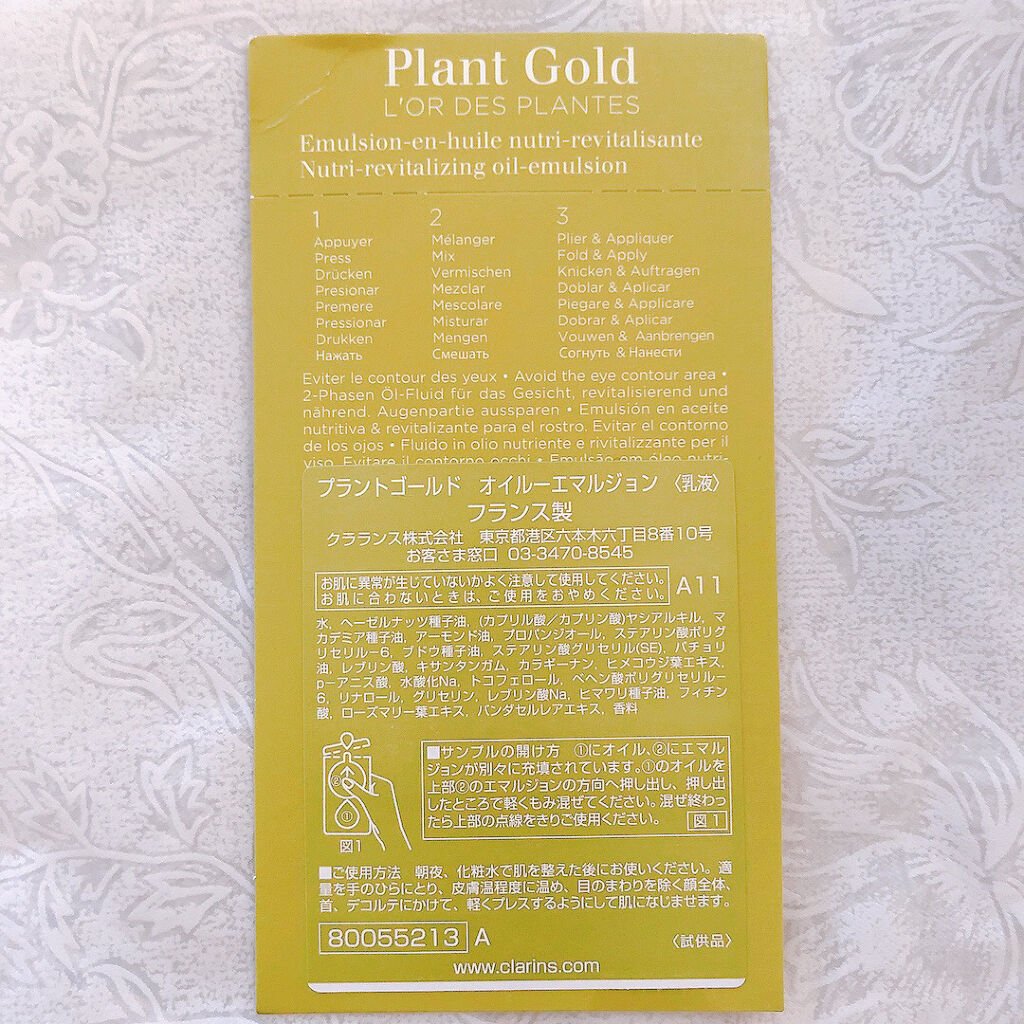 Plant Gold
L'OR DES PLANTES
Emulsion-en-huile nutri-revitalisante
Nutri-revitalizing oil-emulsion
1 2 3
Appuyer Mélanger Plier & Appliquer
Press Mix Fold & Apply
Drücken Vermischen Knicken & Auftragen
Presionar Mezclar Doblar & Aplicar
Premere Mescolare Piegare & Applicare
Pressionar Misturar Dobrar & Aplicar
Drukken Mengen Vouwen & Aanbrengen
Нажать Смешать Согнуть & Нанести
Eviter le contour des yeux • Avoid the eye contour area •
2-Phasen Öl-Fluid für das Gesicht, revitalisierend und
nährend. Augenpartie aussparen • Emulsión en aceite
nutritiva & revitalizante para el rostro. Evitar el contorno
de los ojos • Fluido in olio nutriente e rivitalizzante per il
viso. Evitare il contorno occhi • Emulsão em óleo nutri-
プラントゴールド オイルーエマルジョン 〈乳液〉
フランス製
クラランス株式会社 東京都港区六本木六丁目8番10号
お客さま窓口 03-3470-8545
お肌に異常が生じていないかよく注意して使用してください。
お肌に合わないときは、ご使用をおやめください。
A11
水, ヘーゼルナッツ種子油, (カプリル酸/カプリン酸)ヤシアルキル, マ
カデミア種子油, アーモンド油, プロパンジオール, ステアリン酸ポリグ
リセリル-6, ブドウ種子油, ステアリン酸グリセリル(SE), パチョリ
油, レブリン酸, キサンタンガム, カラギーナン, ヒメコウジ葉エキス,
p-アニス酸, 水酸化Na, トコフェロール, ベヘン酸ポリグリセリル-
6, リナロール, グリセリン, レブリン酸Na, ヒマワリ種子油, フィチン
酸, ローズマリー葉エキス, パンダセルレアエキス, 香料
② ①
図1
■サンプルの開け方 ①にオイル、②にエマル
ジョンが別々に充填されています。①のオイルを
上部②のエマルジョンの方向へ押し出し、押し出
したところで軽くもみ混ぜてください。混ぜ終わっ
たら上部の点線をきりご使用ください。 図1
■ご使用方法 朝夜、化粧水で肌を整えた後にお使いください。適
量を手のひらにとり、皮膚温程度に温め、目のまわりを除く顔全体、
首、デコルテにかけて、軽くプレスするようにして肌になじませます。
80055213 A 〈試供品〉
www.clarins.com